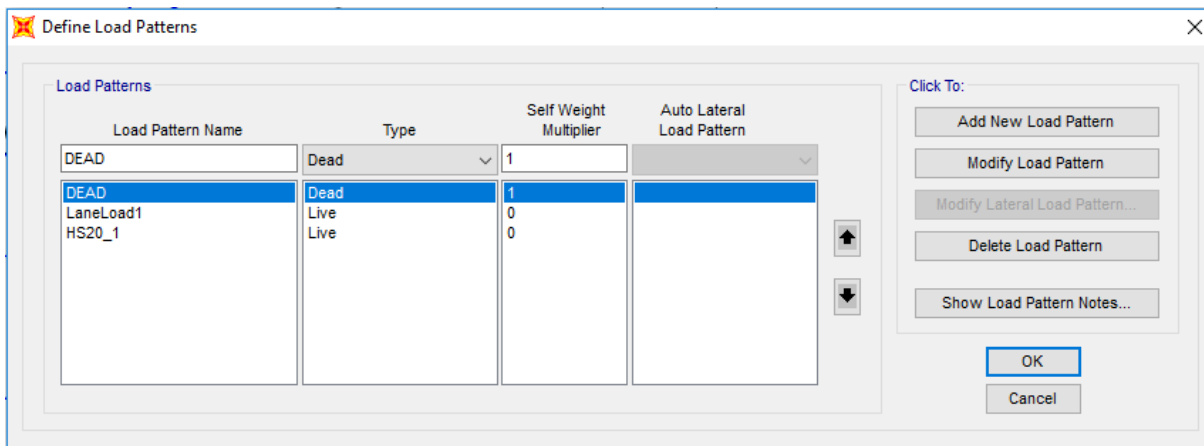 Define Load Patterns
Load Patterns
Click To:
Load Pattern Name
Type
Self Weight
Multiplier
Auto Lateral
Load Pattern
DEAD
Dead
1
DEAD
Dead
1
LaneLoad1
Live
0
HS20_1
Live
0
Add New Load Pattern
Modify Load Pattern
Modify Lateral Load Pattern...
Delete Load Pattern
Show Load Pattern Notes...
OK
Cancel